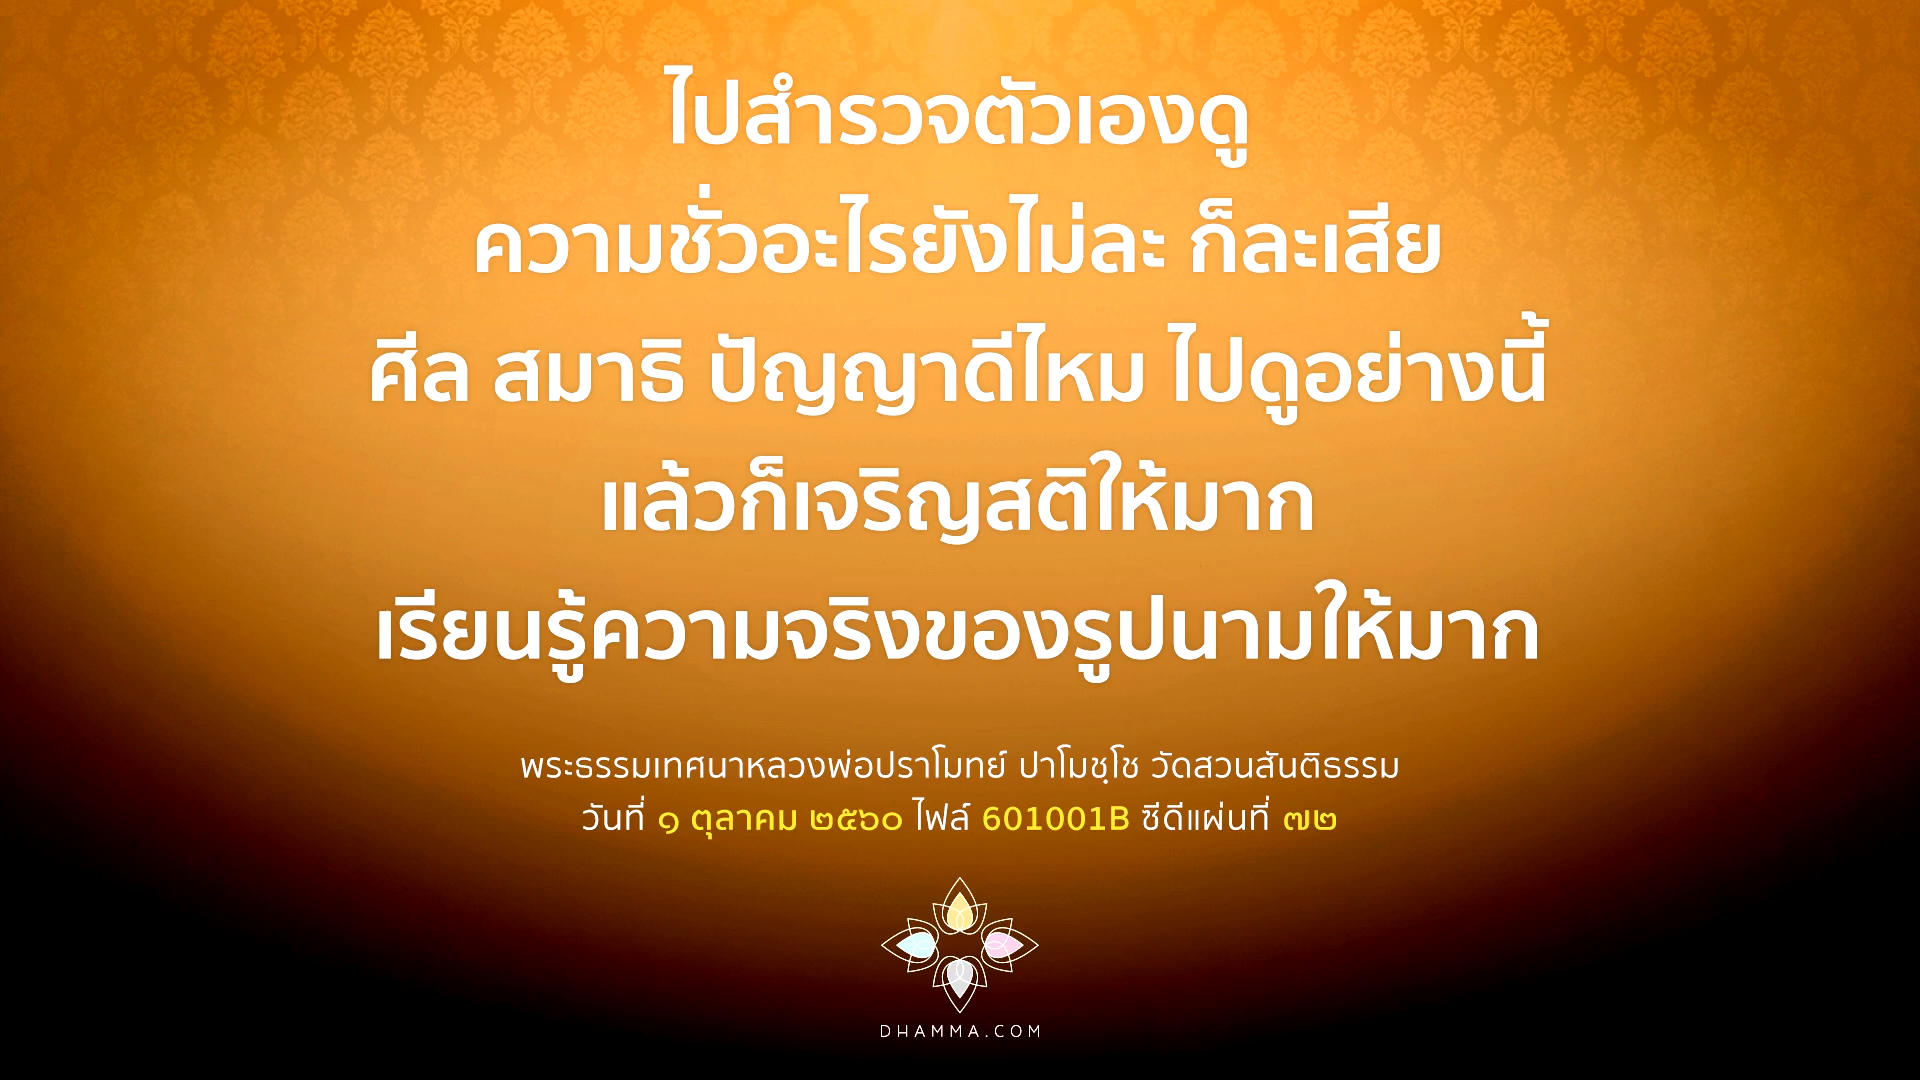 ไปสำรวจตัวเองดู
ความชั่วอะไรยังไม่ละ ก็ละเสีย
ศีล สมาธิ ปัญญาดีไหม ไปดูอย่างนี้
แล้วก็เจริญสติให้มาก
เรียนรู้ความจริงของรูปนามให้มาก
พระธรรมเทศนาหลวงพ่อปราโมทย์ ปาโมชฺโช วัดสวนสันติธรรม
วันที่ ๑ ตุลาคม ๒๕๖๐ ไฟล์ 601001B ซีดีแผ่นที่ ๗๒
DHAMMA.COM